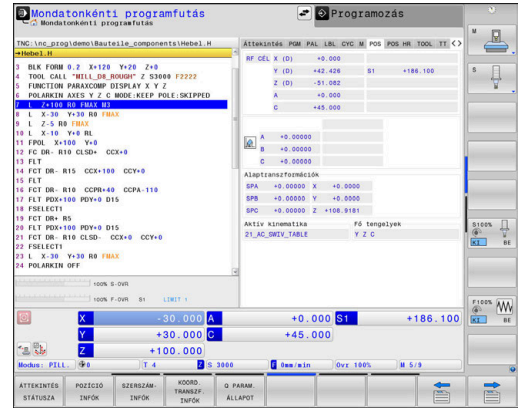 Mondatonkénti programfutás
Mondatonkénti programfutás
Programozás
TNC:\nc_prog\demo\Bauteile_components\Hebel.H
→Hebel.H
3 BLK FORM 0.2 X+120 Y+20 Z+0
4 TOOL CALL "MILL_D8_ROUGH" Z S3000 F2222
5 FUNCTION PARAXCOMP DISPLAY X Y Z
6 POLARKIN AXES Y Z C MODE:KEEP POLE:SKIPPED
7 L Z+100 R0 FMAX M3
8 L X-30 Y+30 R0 FMAX
9 L Z-5 R0 FMAX
10 L X-10 Y+0 RL
11 FPOL X+100 Y+0
12 FC DR- R10 CLSD+ CCX+0
13 FLT
14 FCT DR- R15 CCX+100 CCY+0
15 FLT
16 FCT DR- R10 CCPR+40 CCPA-110
17 FLT PDX+100 PDY+0 D15
18 FSELECT1
19 FCT DR+ R5
20 FLT PDX+100 PDY+0 D15
21 FCT DR- R10 CLSD- CCX+0 CCY+0
22 FSELECT1
23 L X-30 Y+30 R0 FMAX
24 POLARKIN OFF
100% S-OVR
100% F-OVR S1 LIMIT 1
Áttekintés PGM PAL LBL CYC M POS POS HR TOOL TT
RF CÉL X (D) +0.000
Y (D) +42.426 S1 +186.100
Z (D) -51.082
A +0.000
C +45.000
A +0.00000
B +0.00000
C +0.00000
Alaptranszformációk
SPA +0.00000 X +0.0000
SPB +0.00000 Y +0.0000
SPC +0.00000 Z +106.9181
Aktív kinematika Fő tengelyek
21_AC_SWIV_TABLE Y Z C
M
S
S100%
KI BE
F100%
KI BE
X -30.000 A +0.000 S1 +186.100
Y +30.000 C +45.000
Z +100.000
Modus: PILL. 0 T 4 Z S 3000 F 0mm/min Ovr 100% M 5/9
ÁTTEKINTÉS STÁTUSZA
POZÍCIÓ INFÓK
SZERSZÁM- INFÓK
KOORD. TRANSZF. INFÓK
Q PARAM. ÁLLAPOT